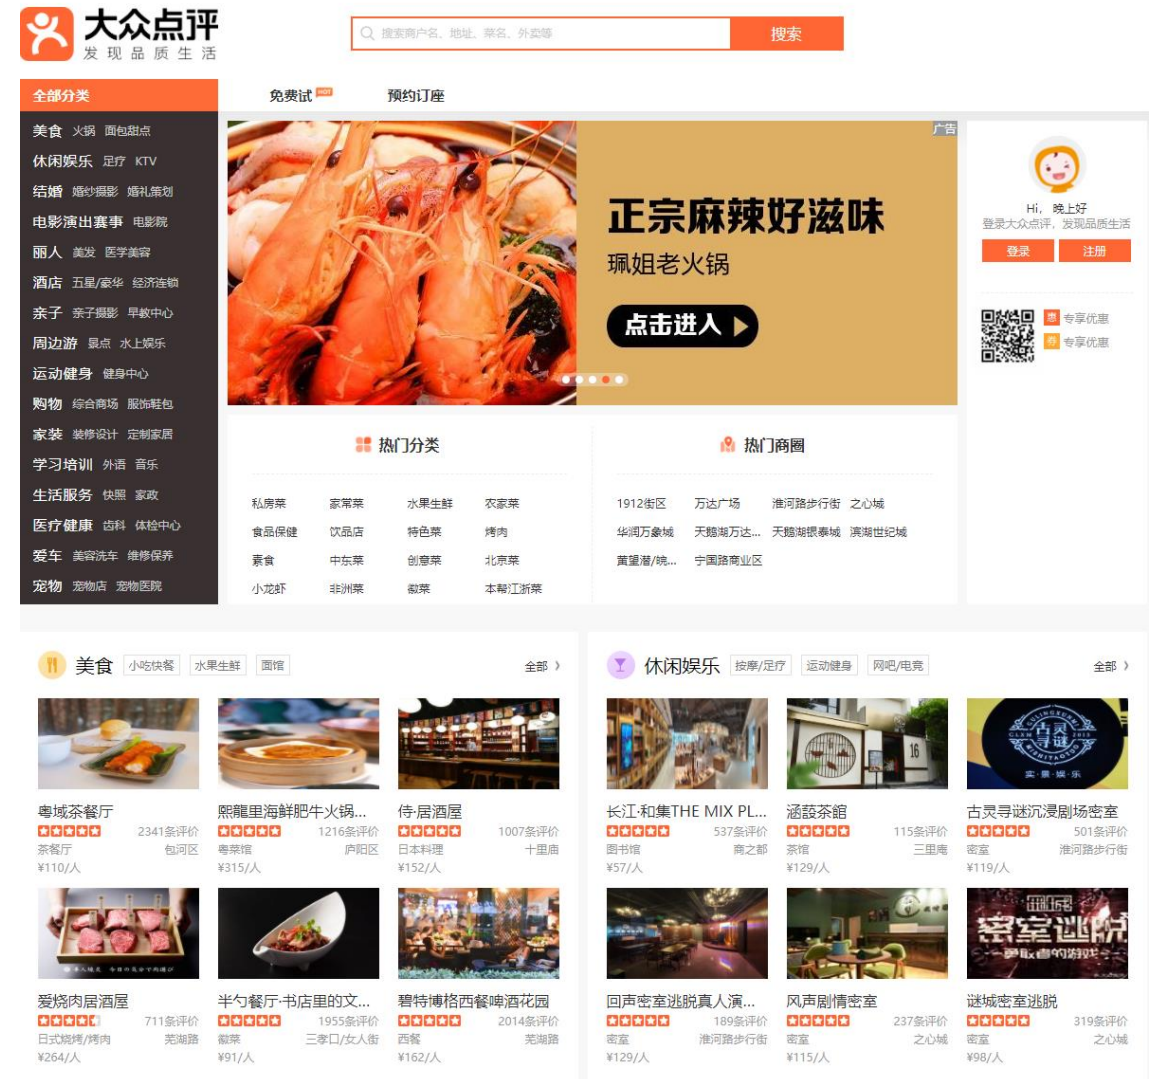 大众点评
发现品质生活
搜索商户名、地址、菜名、外卖等
搜索
全部分类
免费试 HOT
预约订座
美食 火锅 面包甜点
休闲娱乐 足疗 KTV
结婚 婚纱摄影 婚礼策划
电影演出赛事 电影院
丽人 美发 医学美容
酒店 五星/豪华 经济连锁
亲子 亲子摄影 早教中心
周边游 景点 水上娱乐
运动健身 健身中心
购物 综合商场 服饰鞋包
家装 装修设计 定制家居
学习培训 外语 音乐
生活服务 快照 家政
医疗健康 齿科 体检中心
爱车 美容洗车 维修保养
宠物 宠物店 宠物医院
广告
正宗麻辣好滋味
珮姐老火锅
点击进入
Hi， 晚上好
登录大众点评，发现品质生活
登录 注册
惠 专享优惠
券 专享优惠
热门分类
私房菜 家常菜 水果生鲜 农家菜
食品保健 饮品店 特色菜 烤肉
素食 中东菜 创意菜 北京菜
小龙虾 非洲菜 徽菜 本帮江浙菜
热门商圈
1912街区 万达广场 淮河路步行街 之心城
华润万象城 天鹅湖万达... 天鹅湖银泰城 滨湖世纪城
黄望潜/皖... 宁国路商业区
美食 小吃快餐 水果生鲜 面馆 全部 》
粤域茶餐厅
2341条评价
茶餐厅 包河区
¥110/人
熙龍里海鲜肥牛火锅...
1216条评价
粤菜馆 庐阳区
¥315/人
侍·居酒屋
1007条评价
日本料理 十里庙
¥152/人
爱烧肉居酒屋
711条评价
日式烧烤/烤肉 芜湖路
¥264/人
半勺餐厅·书店里的文...
1955条评价
徽菜 三孝口/女人街
¥91/人
碧特博格西餐啤酒花园
2014条评价
西餐 芜湖路
¥162/人
休闲娱乐 按摩/足疗 运动健身 网吧/电竞 全部 》
长江·和集THE MIX PL...
537条评价
图书馆 商之都
¥57/人
16
涵蕗茶館
115条评价
茶馆 三里庵
¥129/人
古灵
寻谜
实·景·娱·乐
古灵寻谜沉浸剧场密室
501条评价
密室 淮河路步行街
¥119/人
回声密室逃脱真人演...
189条评价
密室 淮河路步行街
¥129/人
风声剧情密室
237条评价
密室 之心城
¥115/人
密室逃脱
谜城密室逃脱
319条评价
密室 之心城
¥98/人